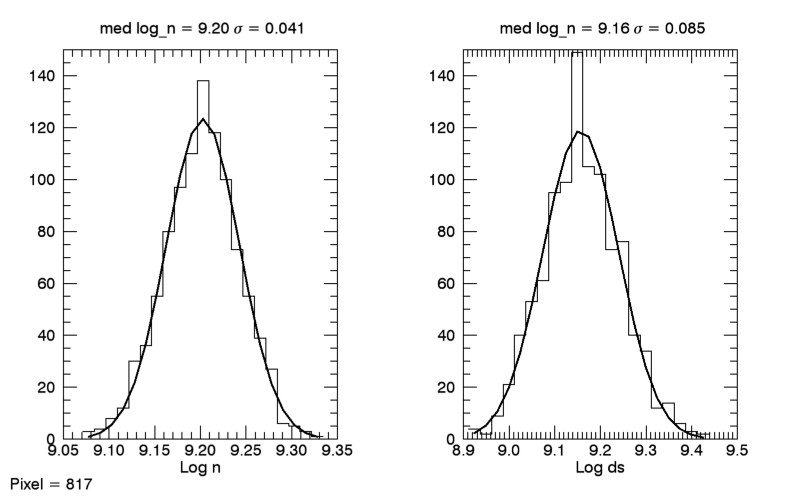 med log_n = 9.20 σ = 0.041
140
120
100
80
60
40
20
0
9.05 9.10 9.15 9.20 9.25 9.30 9.35
Log n
med log_n = 9.16 σ = 0.085
140
120
100
80
60
40
20
0
8.9 9.0 9.1 9.2 9.3 9.4 9.5
Log ds
Pixel = 817